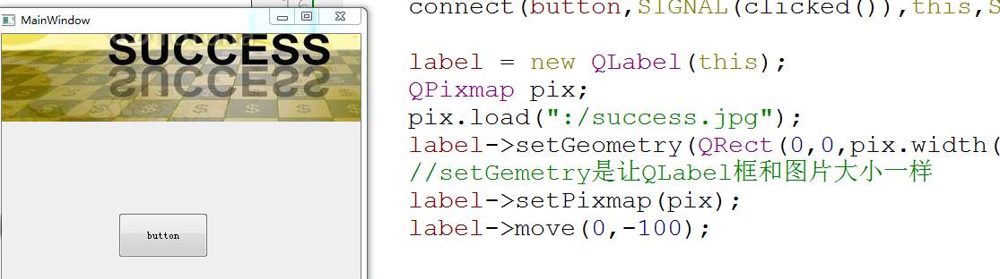 MainWindow
SUCCESS
SUCCESS
button
connect(button,SIGNAL(clicked()),this,S
label = new QLabel(this);
QPixmap pix;
pix.load(":/success.jpg");
label->setGeometry(QRect(0,0,pix.width(
//setGemetry是让QLabel框和图片大小一样
label->setPixmap(pix);
label->move(0,-100);